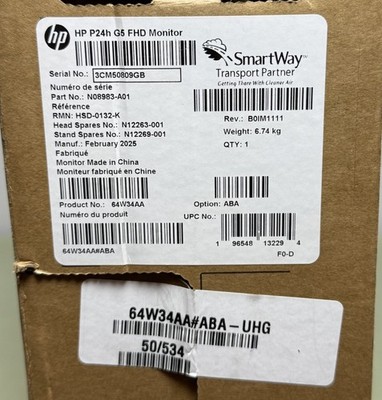 hp
HP P24h G5 FHD Monitor
Serial No.: 3CM50809GB
Numéro de série
Part No.: N08983-A01
Référence
RMN: HSD-0132-K
Head Spares No.: N12263-001
Stand Spares No: N12269-001
Manuf.: February 2025
Fabriqué
Monitor Made in China
Moniteur fabriqué en Chine
Product No.: 64W34AA
Numéro du produit
64W34AA#ABA
SmartWay
Transport Partner
Getting There With Cleaner Air
Rev.: B0IM1111
Weight: 6.74 kg
QTY: 1
Option: ABA
UPC No.:
1 96548 13229 4
F0-D
64W34AA#ABA-UHG
50/534